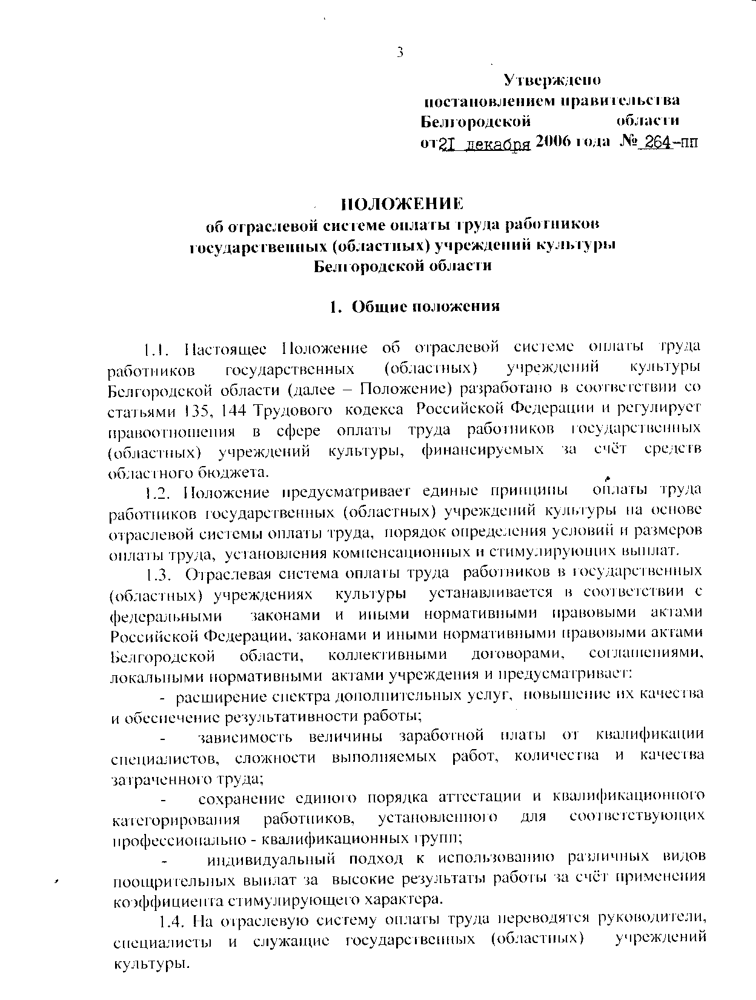 3
Утверждено
постановлением правительства
Белгородской области
от 21 декабря 2006 года № 264-пп
ПОЛОЖЕНИЕ
об отраслевой системе оплаты труда работников
государственных (областных) учреждений культуры
Белгородской области
1. Общие положения
1.1. Настоящее Положение об отраслевой системе оплаты труда
работников государственных (областных) учреждений культуры
Белгородской области (далее – Положение) разработано в соответствии со
статьями 135, 144 Трудового кодекса Российской Федерации и регулирует
правоотношения в сфере оплаты труда работников государственных
(областных) учреждений культуры, финансируемых за счёт средств
областного бюджета.
1.2. Положение предусматривает единые принципы оплаты труда
работников государственных (областных) учреждений культуры на основе
отраслевой системы оплаты труда, порядок определения условий и размеров
оплаты труда, установления компенсационных и стимулирующих выплат.
1.3. Отраслевая система оплаты труда работников в государственных
(областных) учреждениях культуры устанавливается в соответствии с
федеральными законами и иными нормативными правовыми актами
Российской Федерации, законами и иными нормативными правовыми актами
Белгородской области, коллективными договорами, соглашениями,
локальными нормативными актами учреждения и предусматривает:
- расширение спектра дополнительных услуг, повышение их качества
и обеспечение результативности работы;
- зависимость величины заработной платы от квалификации
специалистов, сложности выполняемых работ, количества и качества
затраченного труда;
- сохранение единого порядка аттестации и квалификационного
категорирования работников, установленного для соответствующих
профессионально - квалификационных групп;
- индивидуальный подход к использованию различных видов
поощрительных выплат за высокие результаты работы за счёт применения
коэффициента стимулирующего характера.
1.4. На отраслевую систему оплаты труда переводятся руководители,
специалисты и служащие государственных (областных) учреждений
культуры.